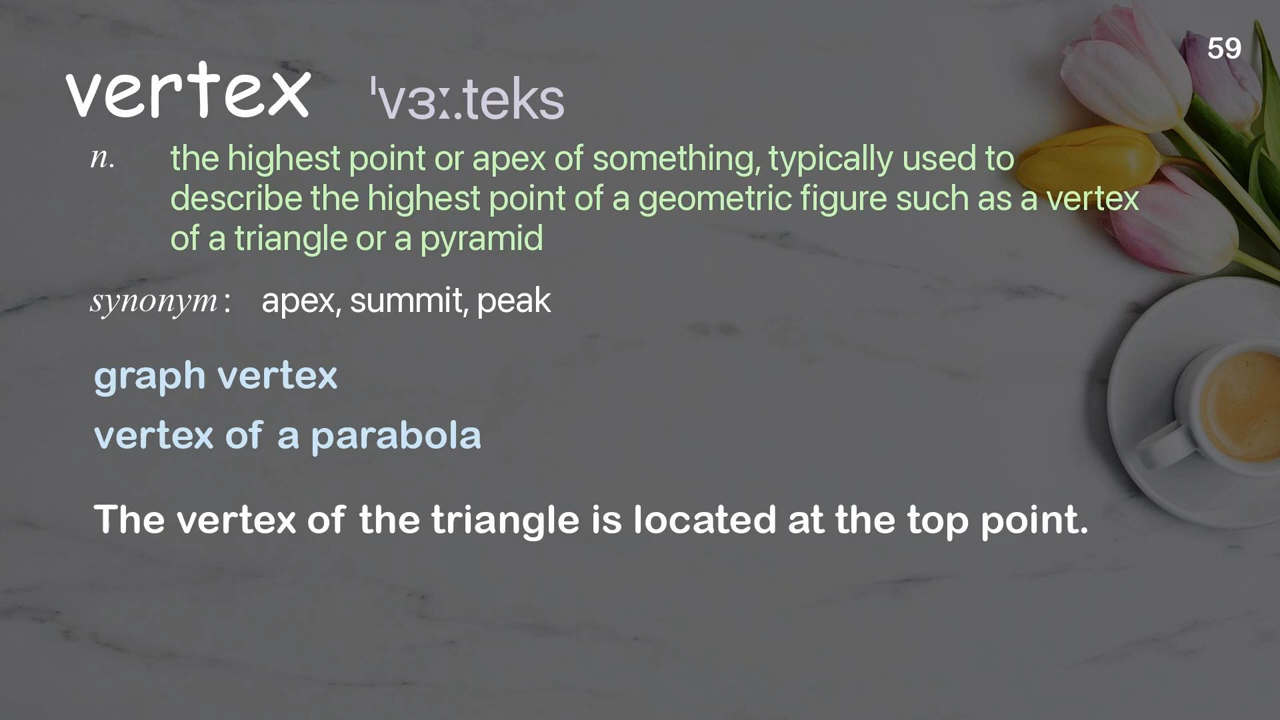 59
vertex ˈvɜː.teks
n. the highest point or apex of something, typically used to
describe the highest point of a geometric figure such as a vertex
of a triangle or a pyramid
synonym: apex, summit, peak
graph vertex
vertex of a parabola
The vertex of the triangle is located at the top point.